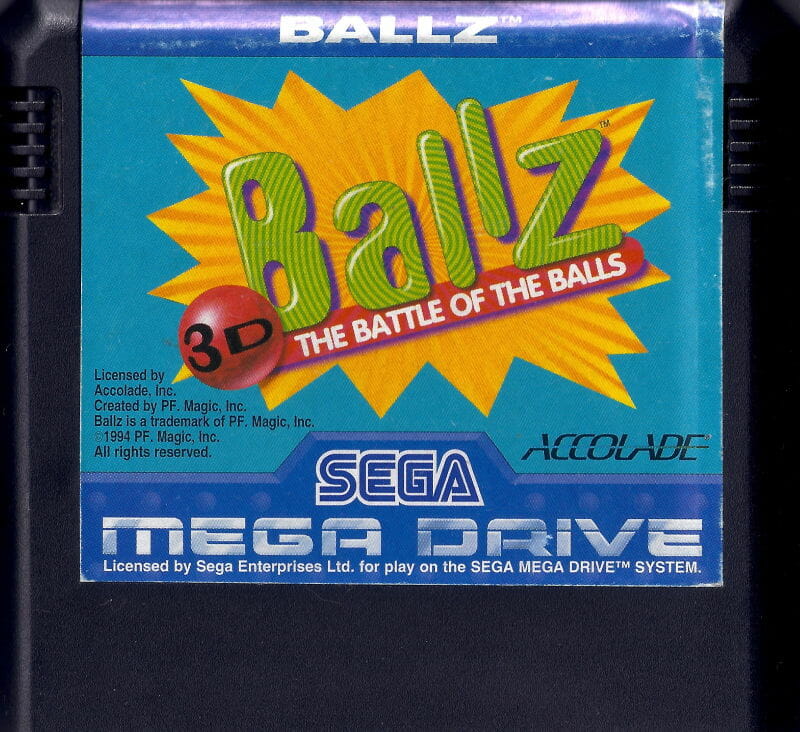 BALLZ™
Ballz™
3D THE BATTLE OF THE BALLS
Licensed by
Accolade, Inc.
Created by PF. Magic, Inc.
Ballz is a trademark of PF. Magic, Inc.
©1994 PF. Magic, Inc.
All rights reserved.
ACCOLADE™
SEGA
MEGA DRIVE
Licensed by Sega Enterprises Ltd. for play on the SEGA MEGA DRIVE™ SYSTEM.